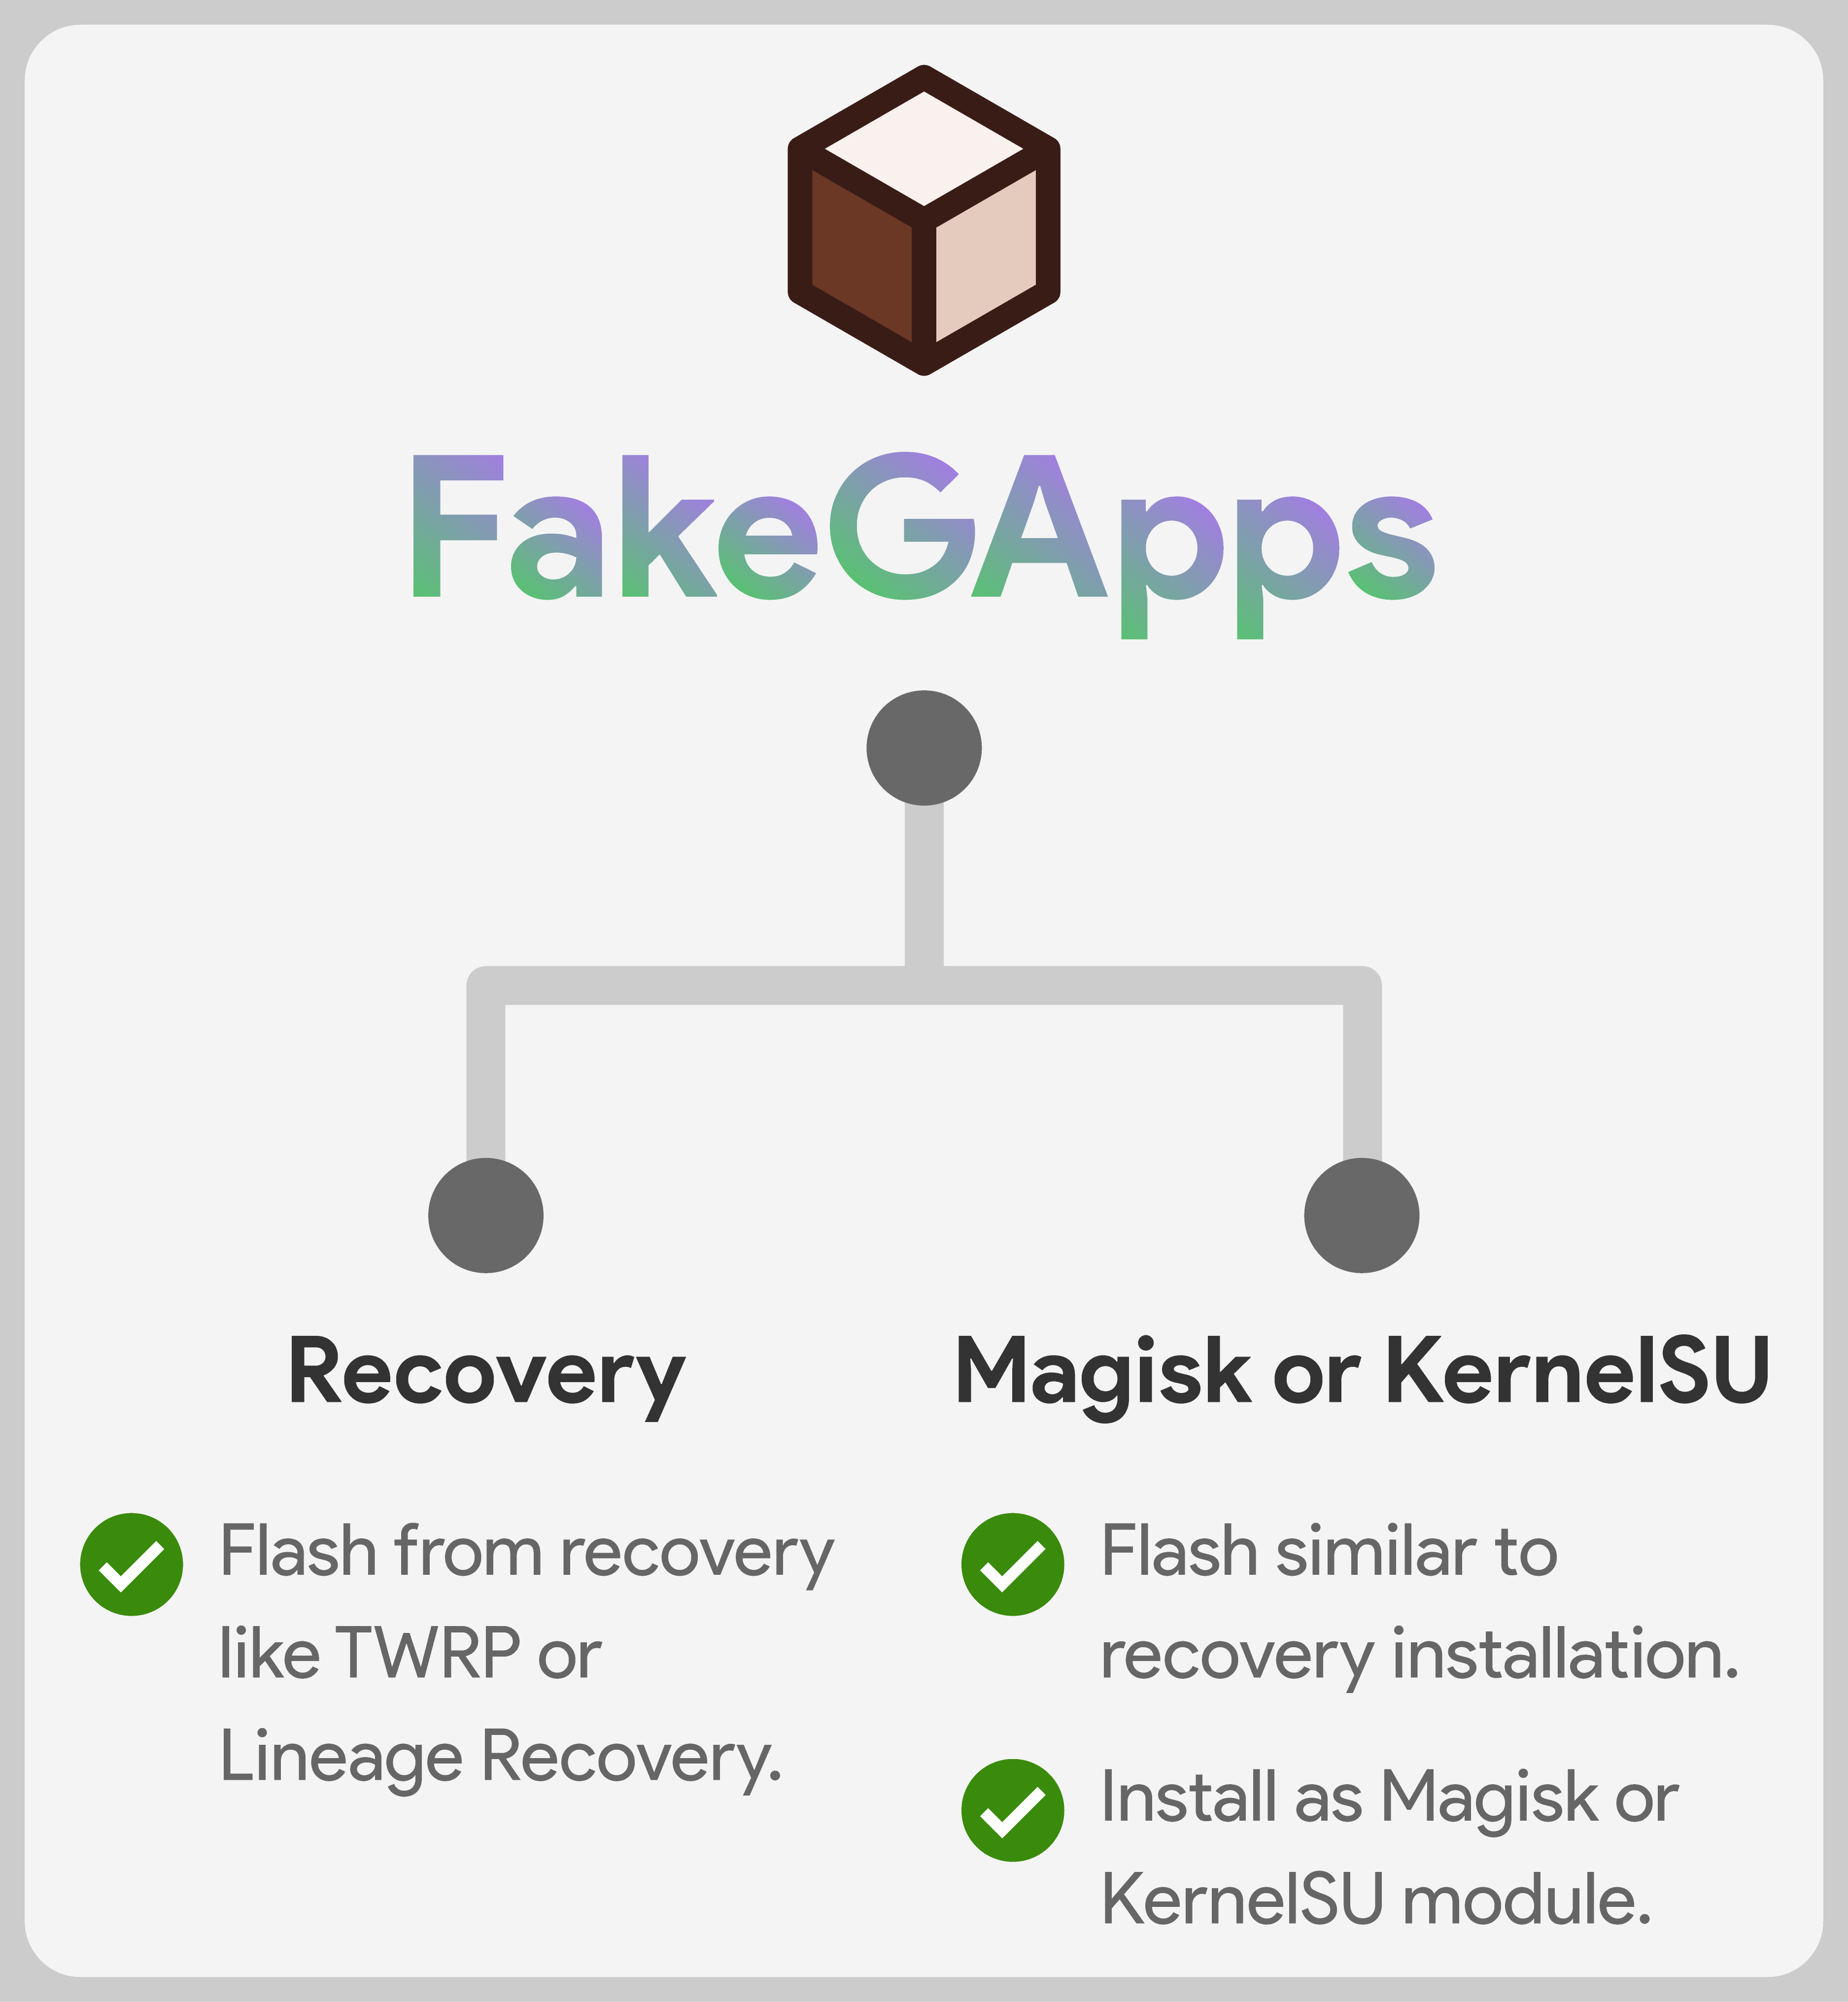 FakeGApps
Recovery
Flash from recovery
like TWRP or
Lineage Recovery.
Magisk or KernelSU
Flash similar to
recovery installation.
Install as Magisk or
KernelSU module.